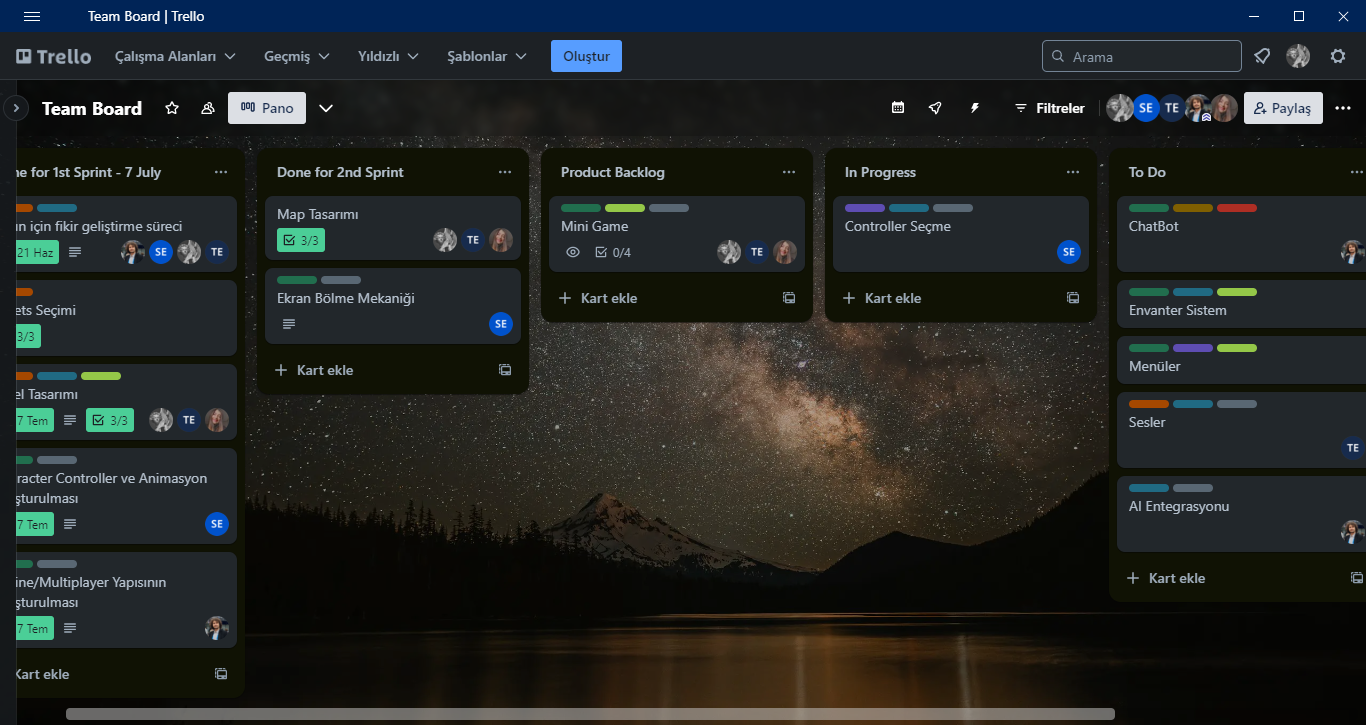 Team Board | Trello
Trello
Çalışma Alanları
Geçmiş
Yıldızlı
Şablonlar
Oluştur
Arama
Team Board
Pano
Filtreler
SE
TE
Paylaş
ne for 1st Sprint - 7 July
ın için fikir geliştirme süreci
21 Haz
SE
TE
ets Seçimi
3/3
el Tasarımı
7 Tem
3/3
TE
racter Controller ve Animasyon
şturulması
7 Tem
SE
ine/Multiplayer Yapısının
şturulması
7 Tem
Kart ekle
Done for 2nd Sprint
Map Tasarımı
3/3
TE
Ekran Bölme Mekaniği
SE
Kart ekle
Product Backlog
Mini Game
0/4
TE
Kart ekle
In Progress
Controller Seçme
SE
Kart ekle
To Do
ChatBot
Envanter Sistem
Menüler
Sesler
TE
AI Entegrasyonu
Kart ekle